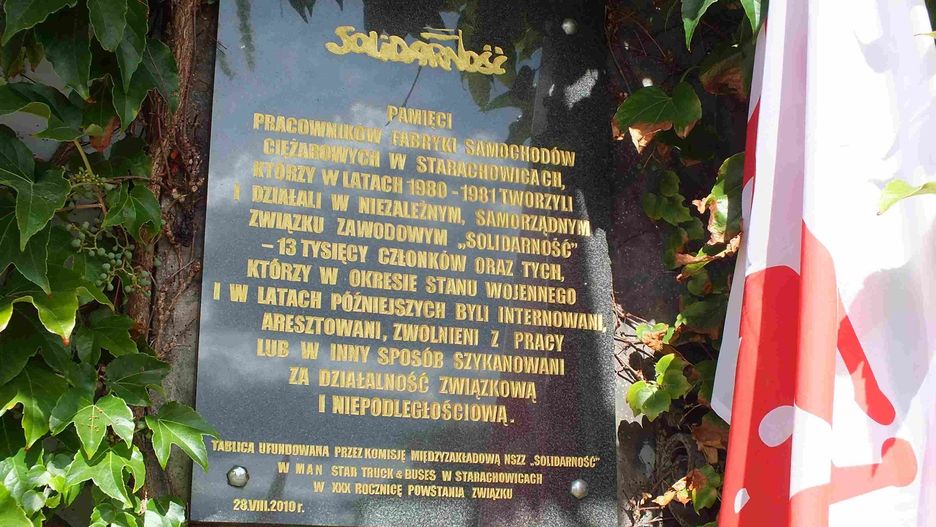 SOLIDARNOŚĆ
PAMIĘCI
PRACOWNIKÓW FABRYKI SAMOCHODÓW
CIĘŻAROWYCH W STARACHOWICACH,
KTÓRZY W LATACH 1980 - 1981 TWORZYLI
I DZIAŁALI W NIEZALEŻNYM, SAMORZĄDNYM
ZWIĄZKU ZAWODOWYM „SOLIDARNOŚĆ”
– 13 TYSIĘCY CZŁONKÓW ORAZ TYCH,
KTÓRZY W OKRESIE STANU WOJENNEGO
I W LATACH PÓŹNIEJSZYCH BYLI INTERNOWANI,
ARESZTOWANI, ZWOLNIENI Z PRACY
LUB W INNY SPOSÓB SZYKANOWANI
ZA DZIAŁALNOŚĆ ZWIĄZKOWĄ
I NIEPODLEGŁOŚCIOWĄ.
TABLICA UFUNDOWANA PRZEZ KOMISJĘ MIĘDZYZAKŁADOWĄ NSZZ „SOLIDARNOŚĆ”
W MAN STAR TRUCK & BUSES W STARACHOWICACH
W XXX ROCZNICĘ POWSTANIA ZWIĄZKU
28.VIII.2010 r.